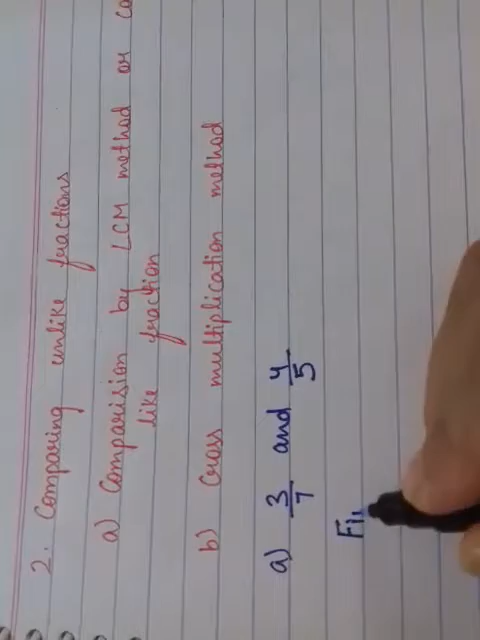 2. Comparing unlike fractions
a) Comparision by LCM method or
like fraction
b) Cross multiplication method
a) 3/7 and 4/5